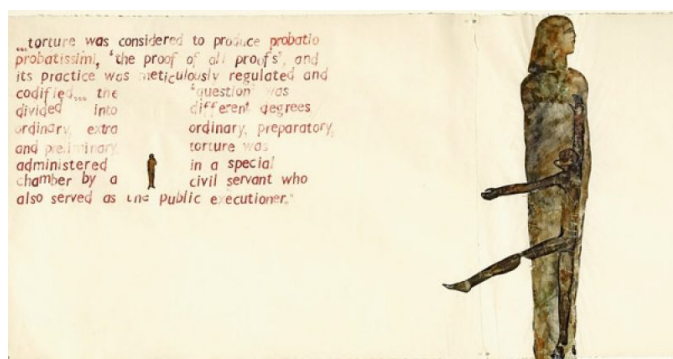 ...torture was considered to produce probatio
probatissimi, 'the proof of all proofs', and
its practice was meticulously regulated and
codified... the 'question' was
divided into different degrees
ordinary, extra ordinary, preparatory,
and preliminary. torture was
administered in a special
chamber by a civil servant who
also served as the public executioner."